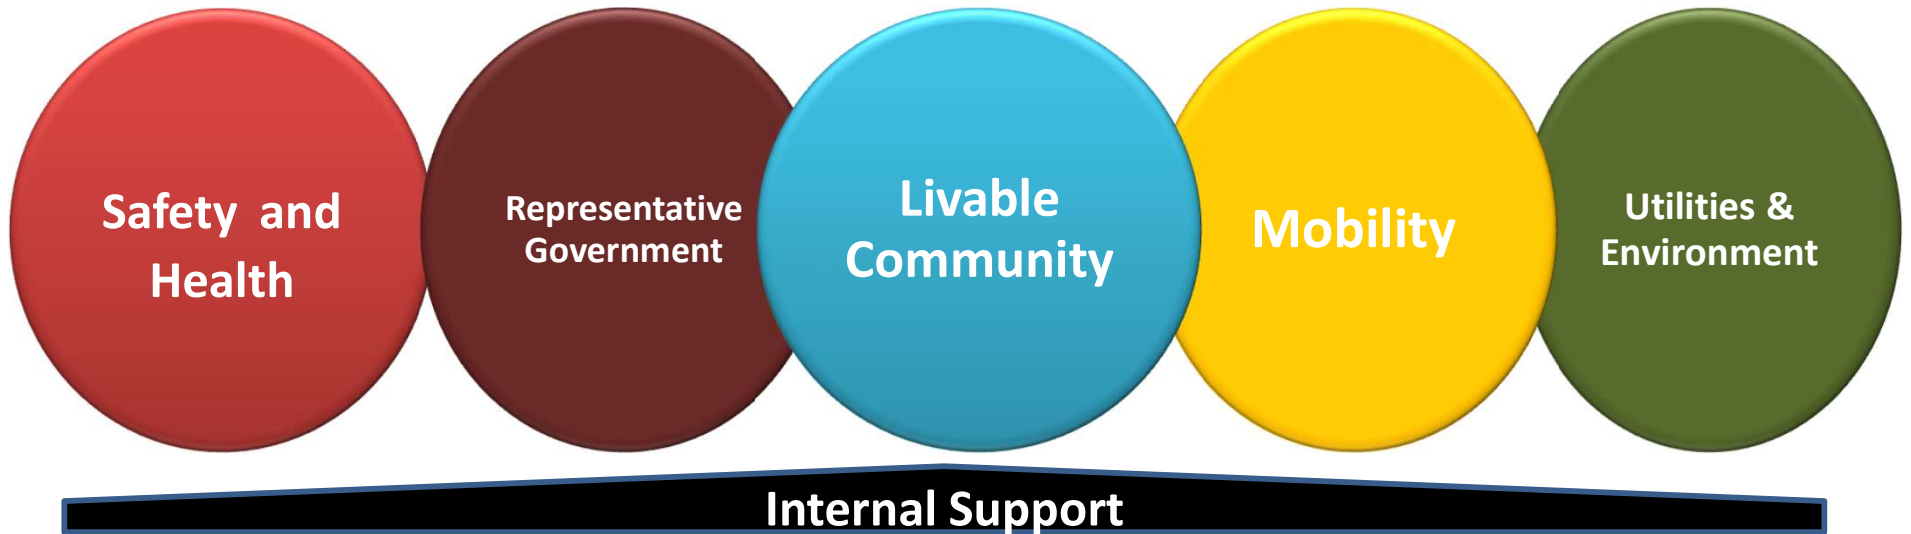 Safety and
Health
Representative
Government
Livable
Community
Mobility
Utilities &
Environment
Internal Support